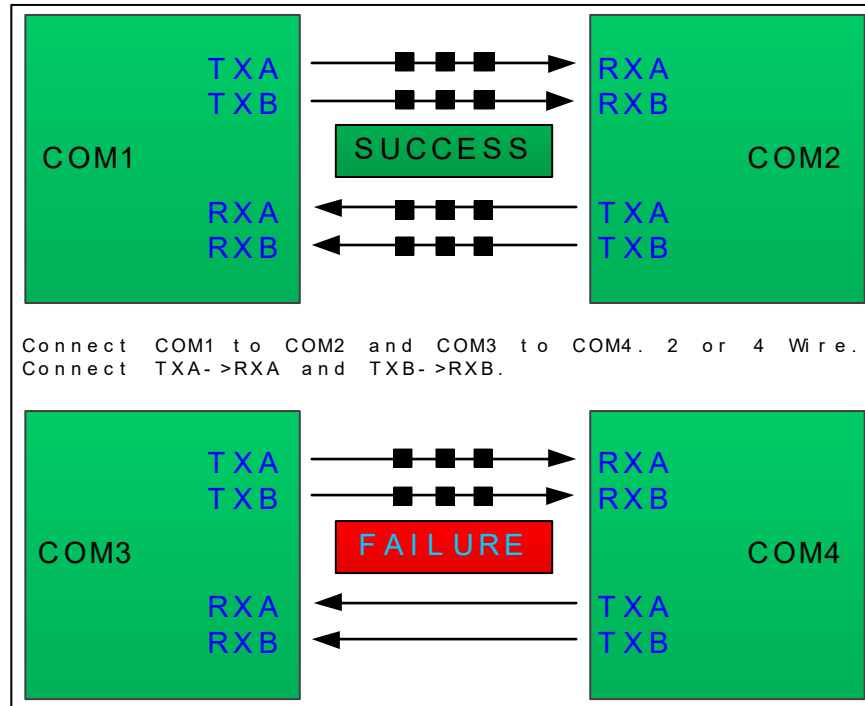 TXA RXA
TXB RXB
SUCCESS
COM1 COM2
RXA TXA
RXB TXB
Connect COM1 to COM2 and COM3 to COM4. 2 or 4 Wire.
Connect TXA->RXA and TXB->RXB.
TXA RXA
TXB RXB
FAILURE
COM3 COM4
RXA TXA
RXB TXB